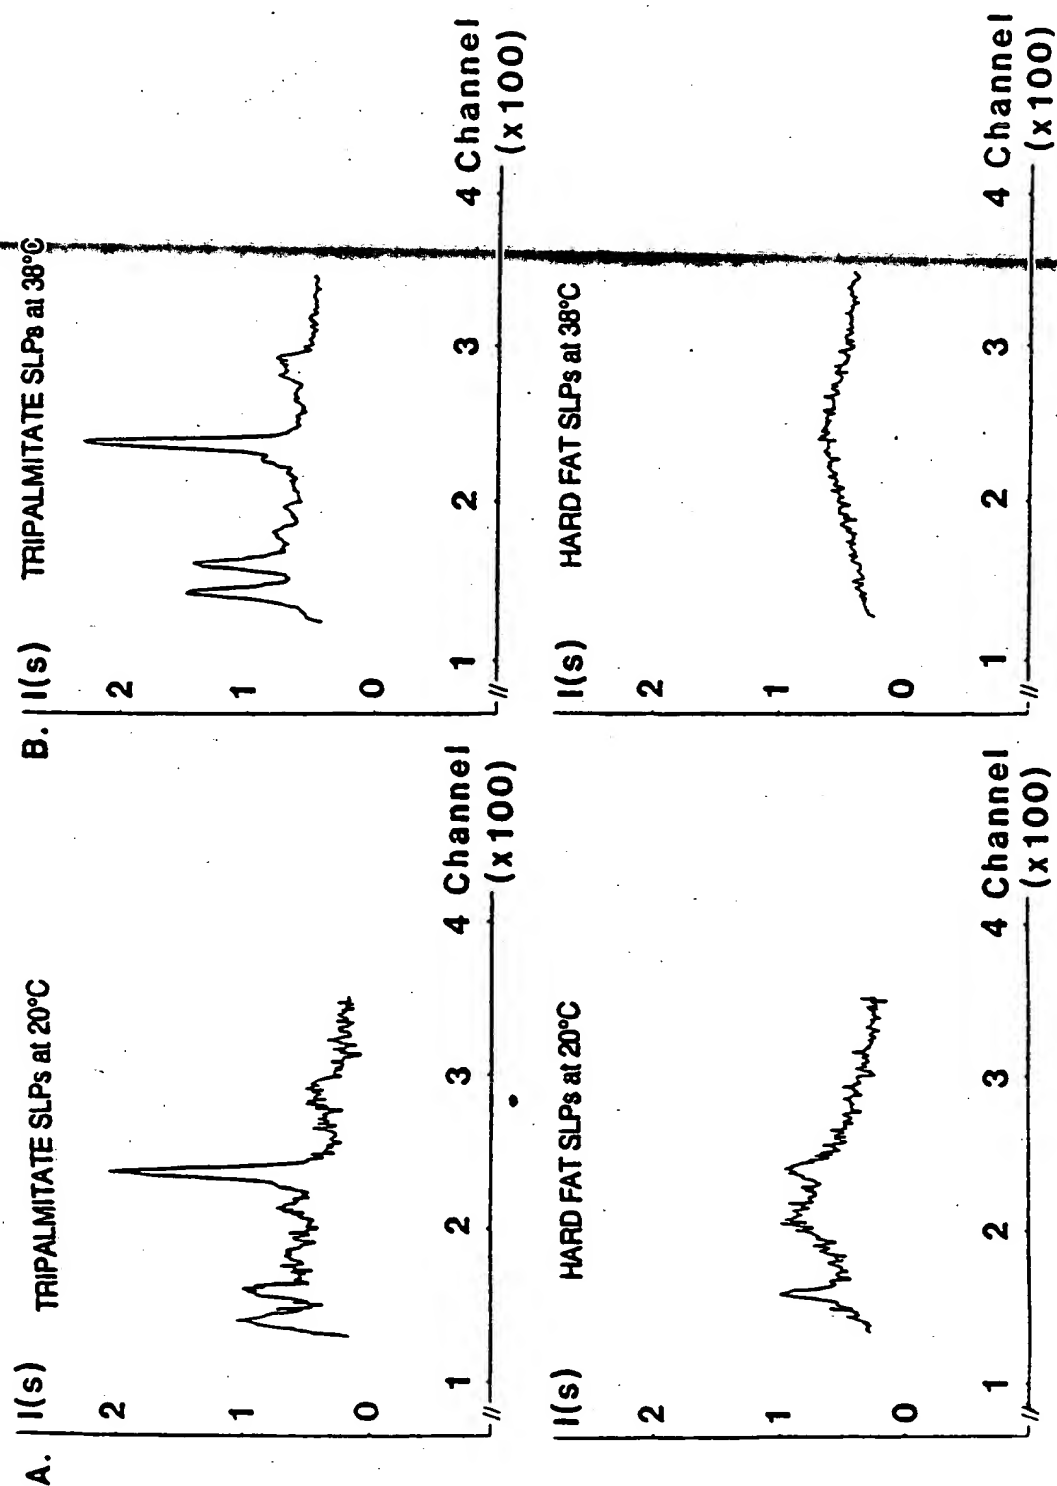 A.
I(s)
TRIPALMITATE SLPs at 20°C
2
1
0
1
2
3
4 Channel
(x100)
I(s)
HARD FAT SLPs at 20°C
2
1
0
1
2
3
4 Channel
(x100)
B.
I(s)
TRIPALMITATE SLPs at 38°C
2
1
0
1
2
3
4 Channel
(x100)
I(s)
HARD FAT SLPs at 38°C
2
1
0
1
2
3
4 Channel
(x100)